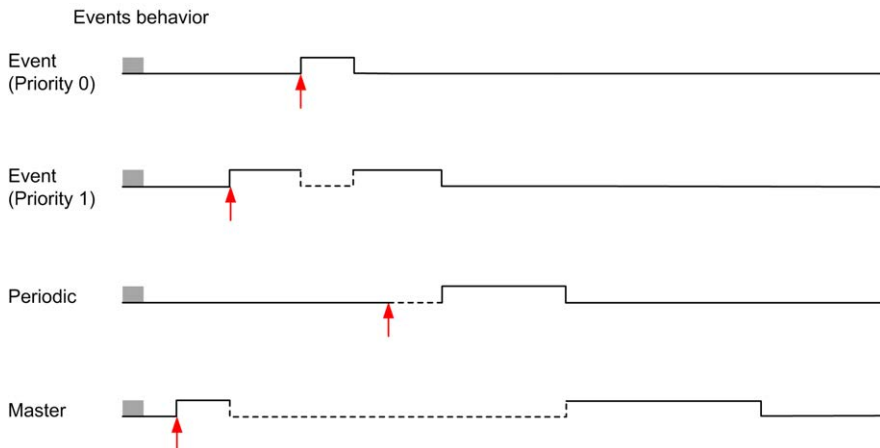 Events behavior
Event
(Priority 0)
Event
(Priority 1)
Periodic
Master